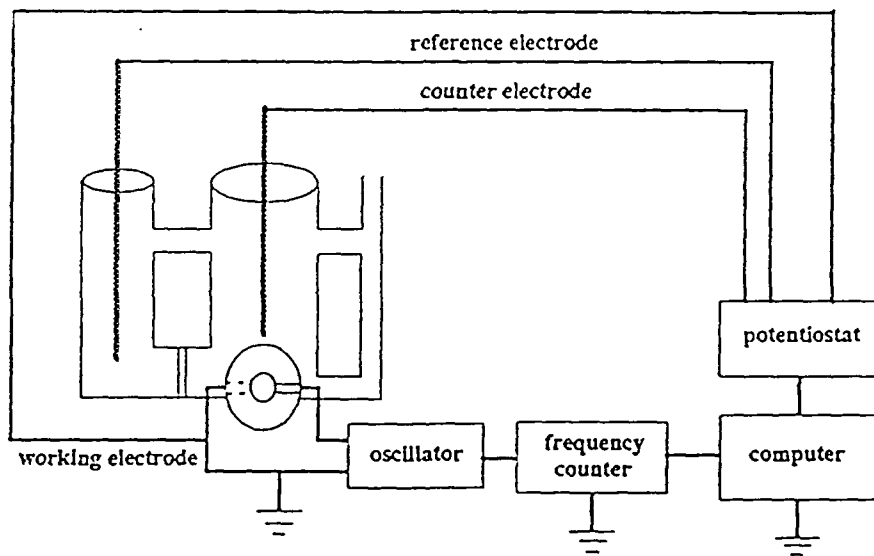 reference electrode
counter electrode
potentiostat
working electrode
oscillator
frequency
counter
computer